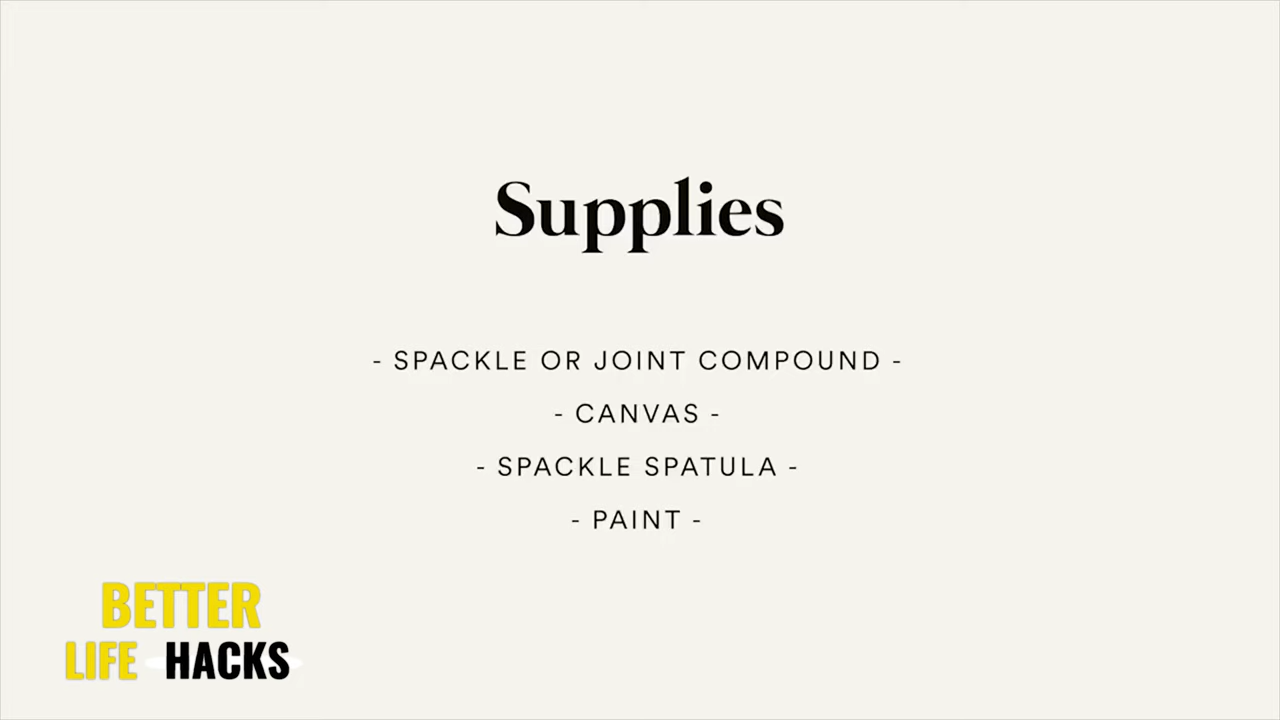 Supplies
- SPACKLE OR JOINT COMPOUND -
- CANVAS -
- SPACKLE SPATULA -
- PAINT -
BETTER
LIFE HACKS